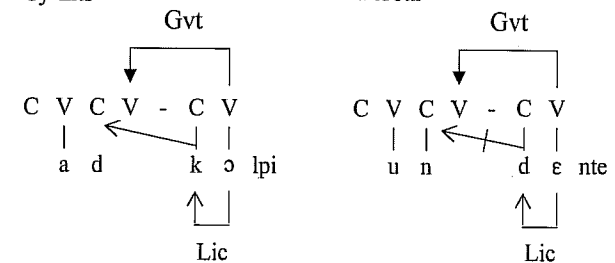 Gvt
C V C V - C V
a d k ɔ lpi
Lic
Gvt
C V C V - C V
u n d ɛ nte
Lic